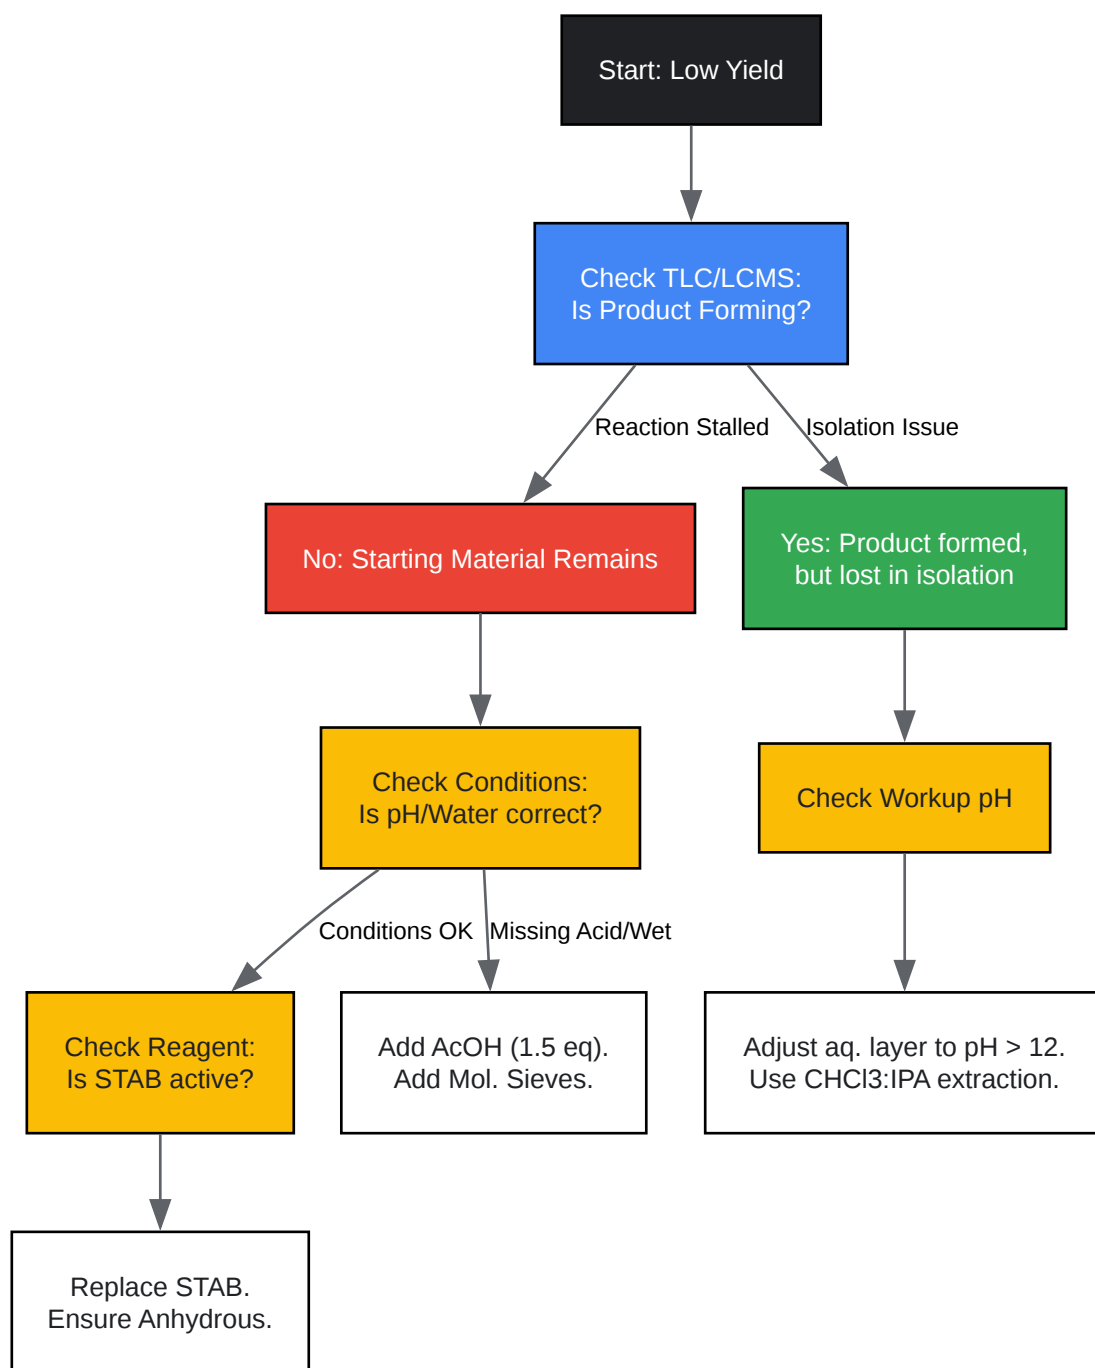 Start: Low Yield
Check TLC/LCMS:
Is Product Forming?
Reaction Stalled
Isolation Issue
No: Starting Material Remains
Yes: Product formed,
but lost in isolation
Check Conditions:
Is pH/Water correct?
Check Workup pH
Conditions OK
Missing Acid/Wet
Check Reagent:
Is STAB active?
Add AcOH (1.5 eq).
Add Mol. Sieves.
Adjust aq. layer to pH > 12.
Use CHCl3:IPA extraction.
Replace STAB.
Ensure Anhydrous.